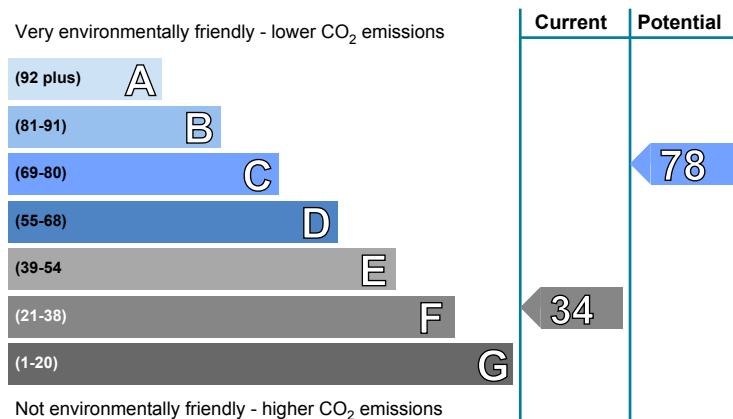 Current Potential
Very environmentally friendly - lower CO₂ emissions
(92 plus) A
(81-91) B
(69-80) C
78
(55-68) D
(39-54 E
(21-38) F
34
(1-20) G
Not environmentally friendly - higher CO₂ emissions